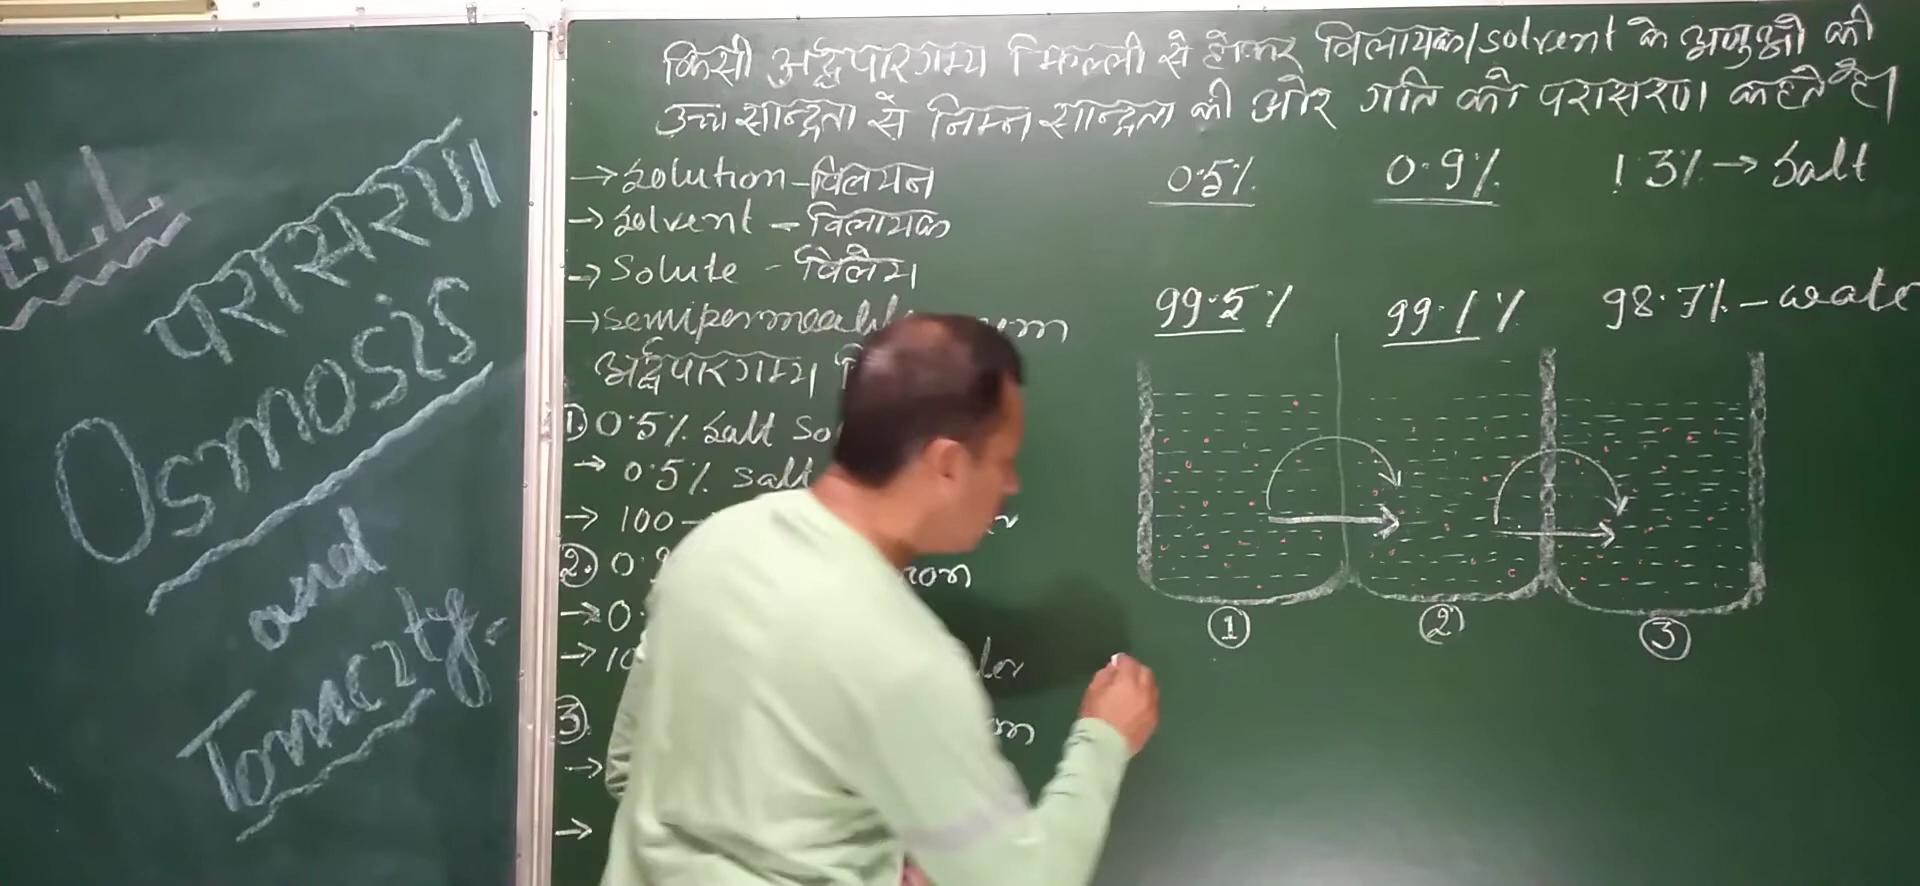 ELL
परासरण
Osmosis
and
Tonicity.
किसी अर्द्धपारगम्य झिल्ली से होकर विलायक/solvent के अणुओ की
उच्च सान्द्रता से निम्न सान्द्रता की ओर गति को परासरण कहते है।
→ solution - विलयन
→ solvent - विलायक
→ Solute - विलेय
→ semipermeable
अर्द्धपारगम्य
① 0.5% salt So
→ 0.5% salt
→ 100
②. 0.9
→ 0.
→ 10
③.
→
→
0.5% 0.9% 1.3% → salt
99.5% 99.1% 98.7% - wate
① ② ③